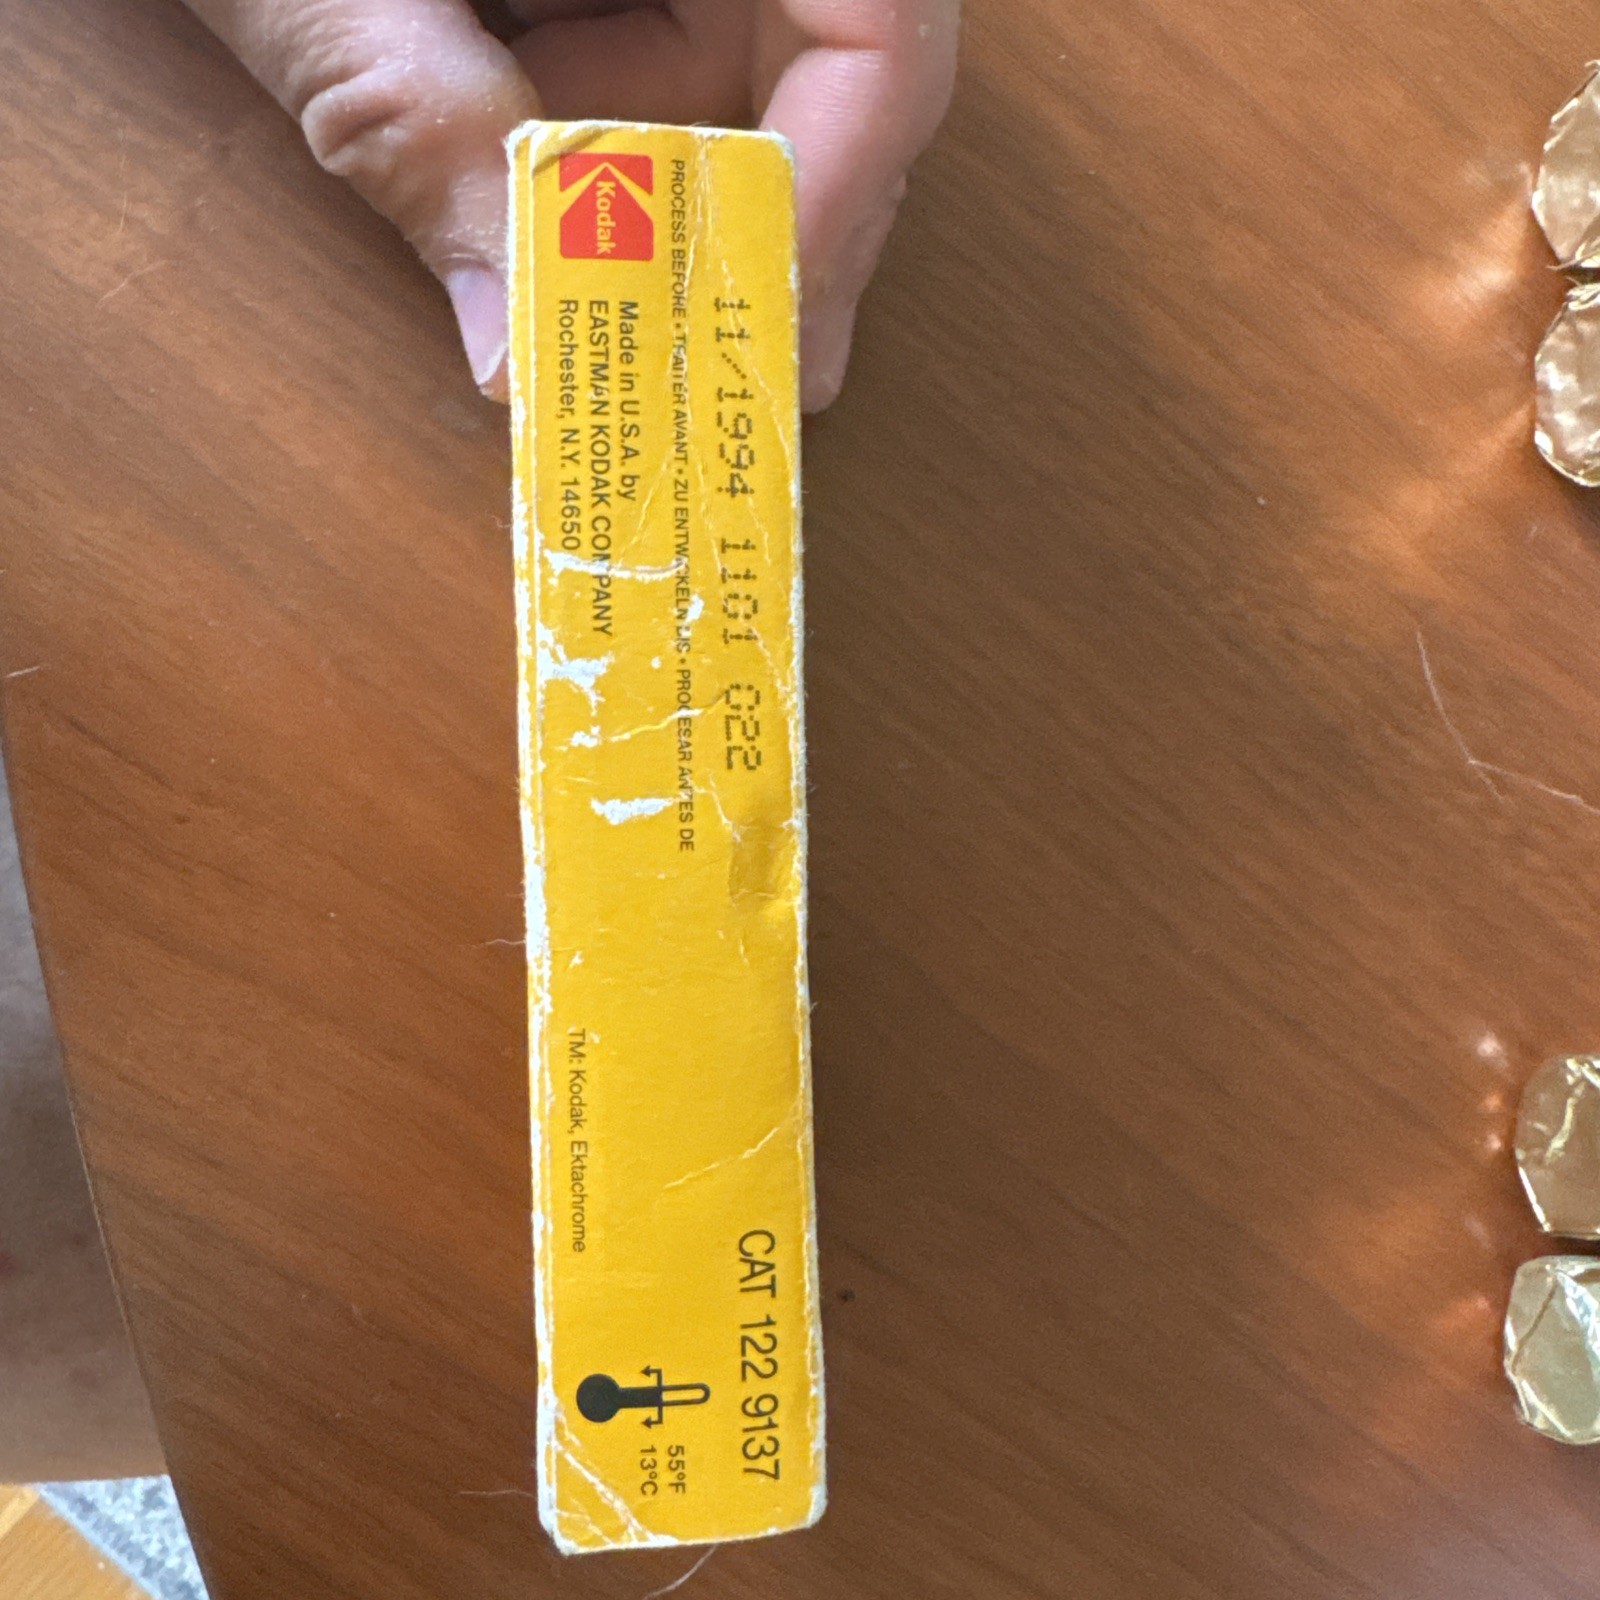 Kodak
Made in U.S.A. by
EASTMAN KODAK COMPANY
Rochester, N.Y. 14650
PROCESS BEFORE • TRAITER AVANT • ZU ENTWICKELN BIS • PROCESAR ANTES DE
11/1994 1101 022
TM: Kodak, Ektachrome
CAT 122 9137
55°F
13°C